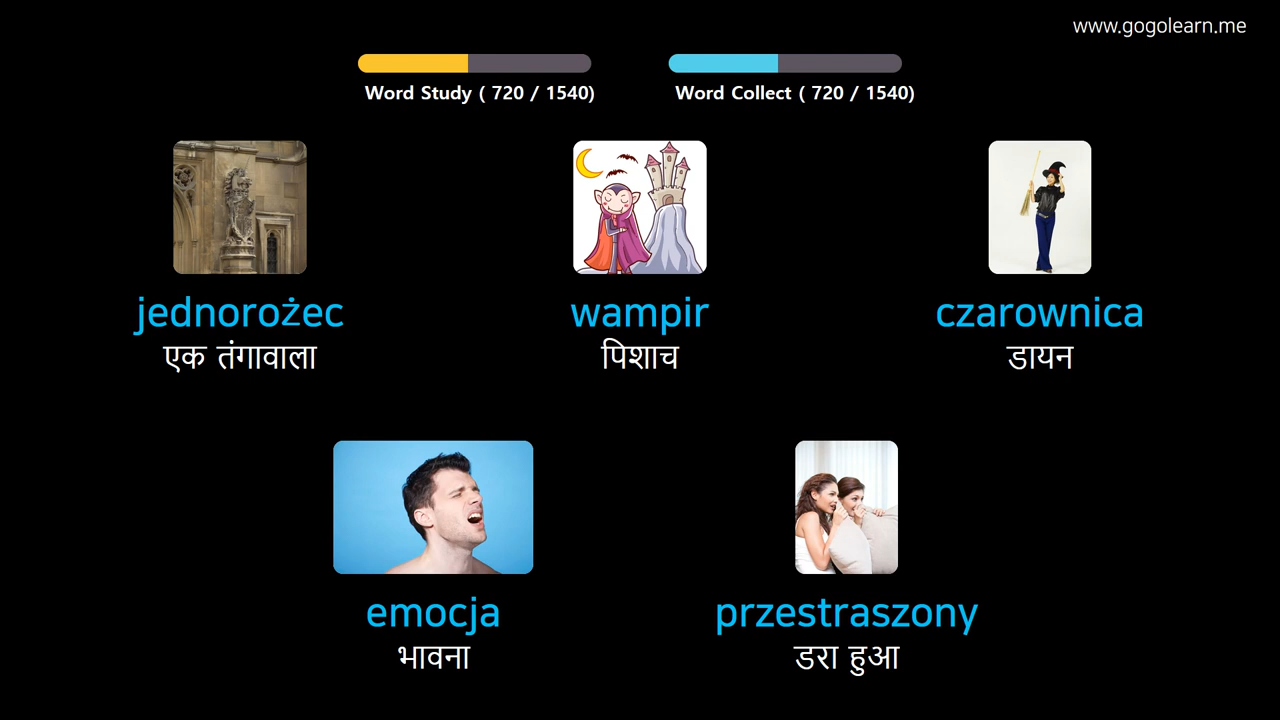 www.gogolearn.me
Word Study ( 720 / 1540)
Word Collect ( 720 / 1540)
jednorożec
एक तंगावाला
wampir
पिशाच
czarownica
डायन
emocja
भावना
przestraszony
डरा हुआ